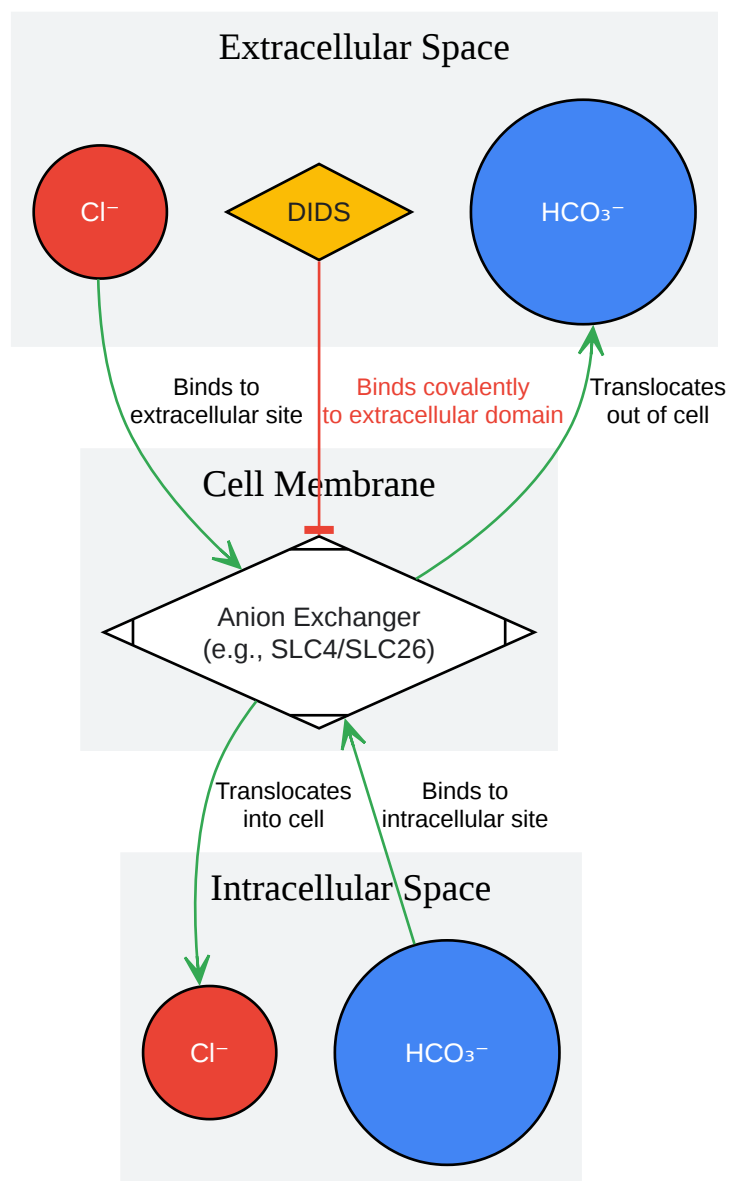 Extracellular Space
Cl⁻
DIDS
HCO₃⁻
Binds to
extracellular site
Binds covalently
to extracellular domain
Translocates
out of cell
Cell Membrane
Anion Exchanger
(e.g., SLC4/SLC26)
Translocates
into cell
Binds to
intracellular site
Intracellular Space
Cl⁻
HCO₃⁻